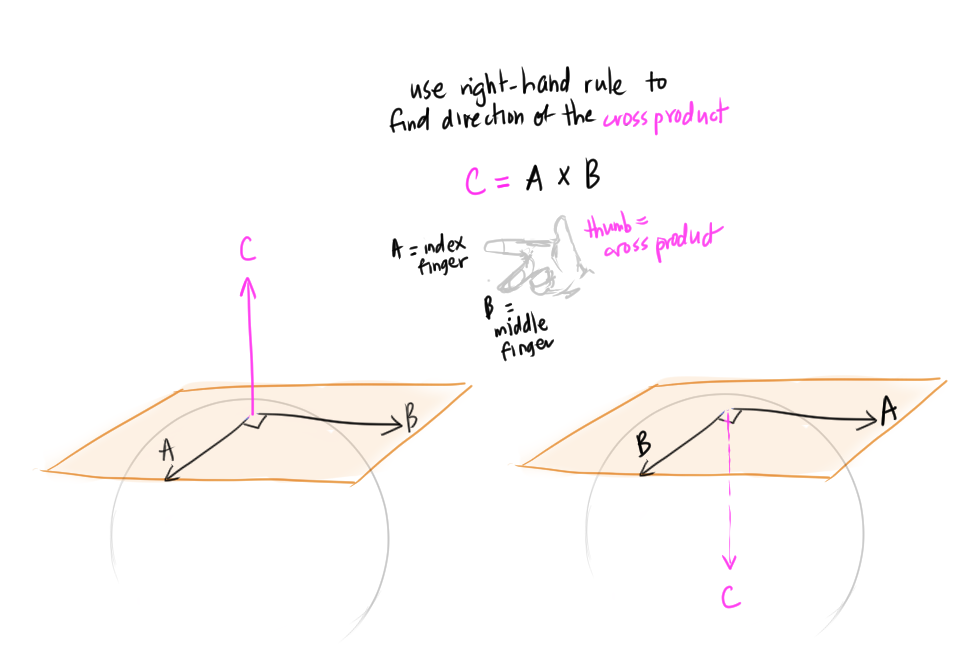 use right-hand rule to
find direction of the cross product
C = A × B
A = index
finger
thumb =
cross product
B =
middle
finger
C
A
B
B
A
C